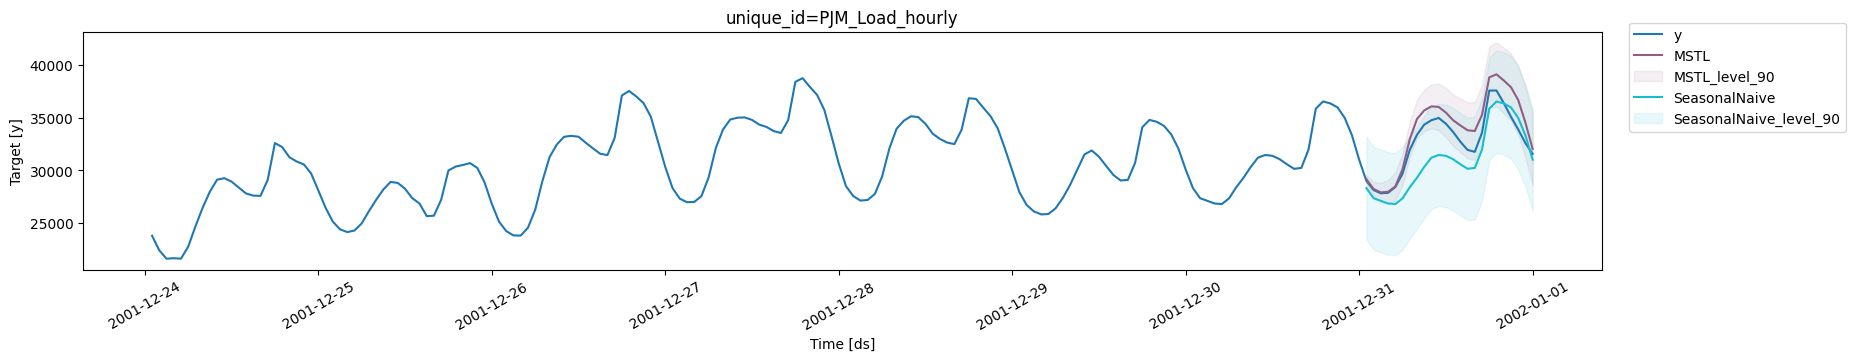 unique_id=PJM_Load_hourly
Target [y]
40000
35000
30000
25000
2001-12-24
2001-12-25
2001-12-26
2001-12-27
2001-12-28
2001-12-29
2001-12-30
2001-12-31
2002-01-01
Time [ds]
y
MSTL
MSTL_level_90
SeasonalNaive
SeasonalNaive_level_90